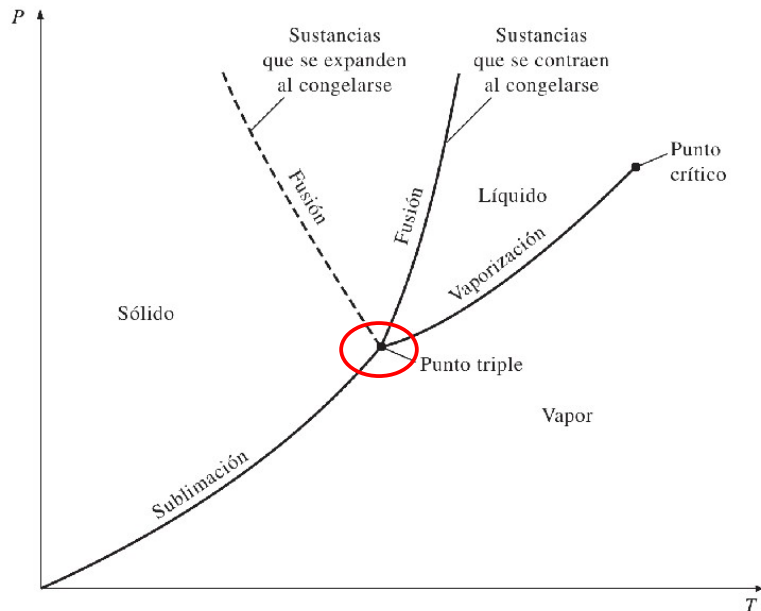 P
Sustancias
que se expanden
al congelarse
Sustancias
que se contraen
al congelarse
Punto
crítico
Fusión
Fusión
Líquido
Vaporización
Sólido
Punto triple
Vapor
Sublimación
T